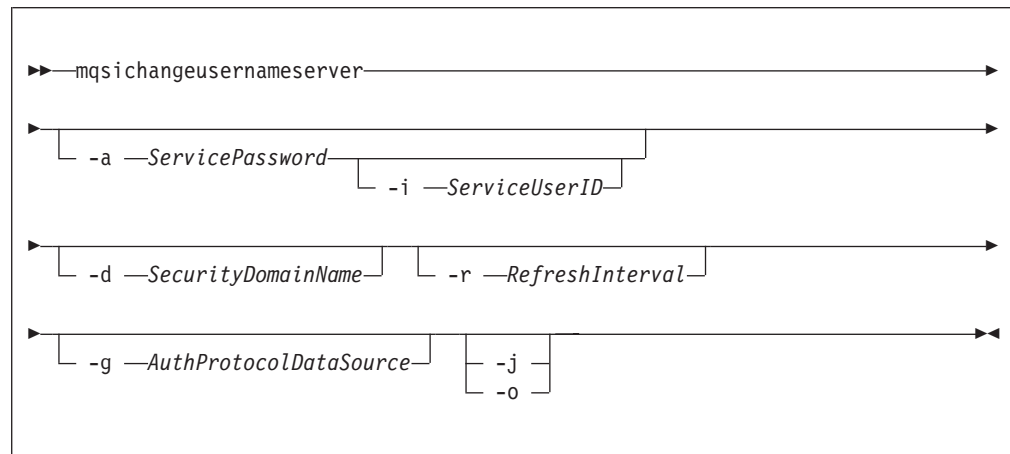 mqsichangeusernameserver
-a ServicePassword
-i ServiceUserID
-d SecurityDomainName -r RefreshInterval
-g AuthProtocolDataSource -j
-o